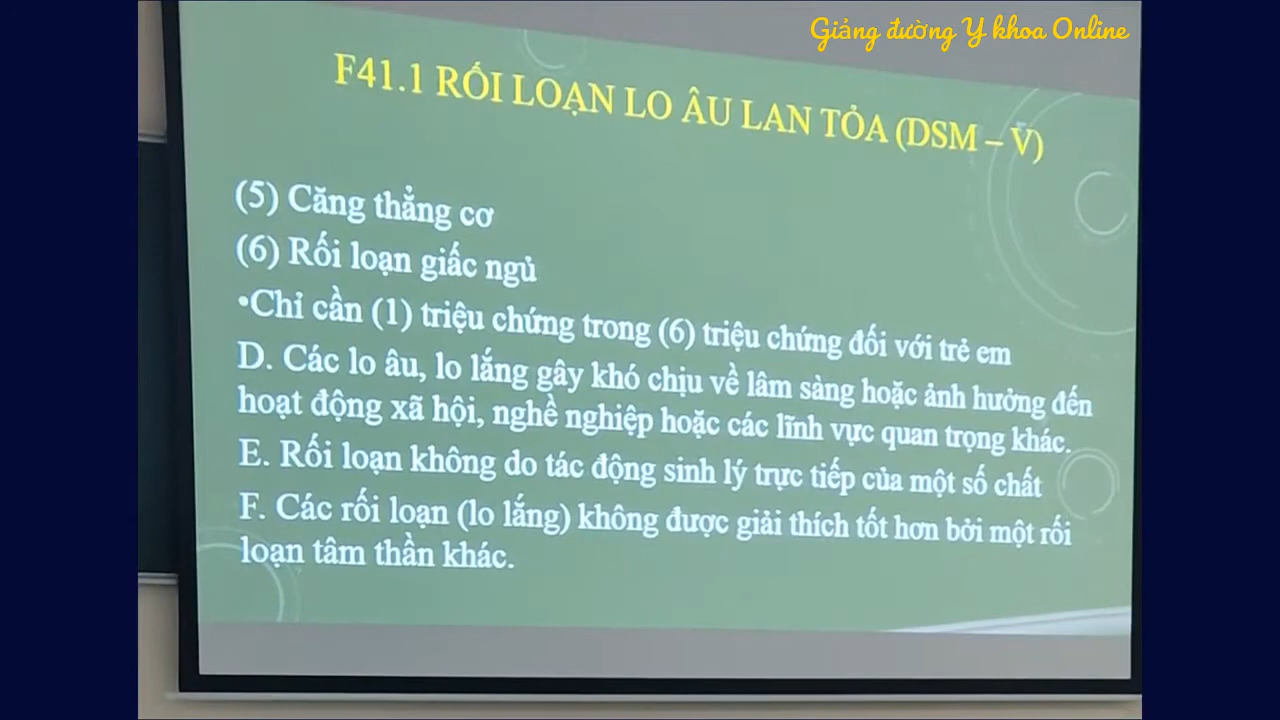 Giảng đường Y khoa Online
F41.1 RỐI LOẠN LO ÂU LAN TỎA (DSM – V)
(5) Căng thẳng cơ
(6) Rối loạn giấc ngủ
•Chỉ cần (1) triệu chứng trong (6) triệu chứng đối với trẻ em
D. Các lo âu, lo lắng gây khó chịu về lâm sàng hoặc ảnh hưởng đến
hoạt động xã hội, nghề nghiệp hoặc các lĩnh vực quan trọng khác.
E. Rối loạn không do tác động sinh lý trực tiếp của một số chất
F. Các rối loạn (lo lắng) không được giải thích tốt hơn bởi một rối
loạn tâm thần khác.